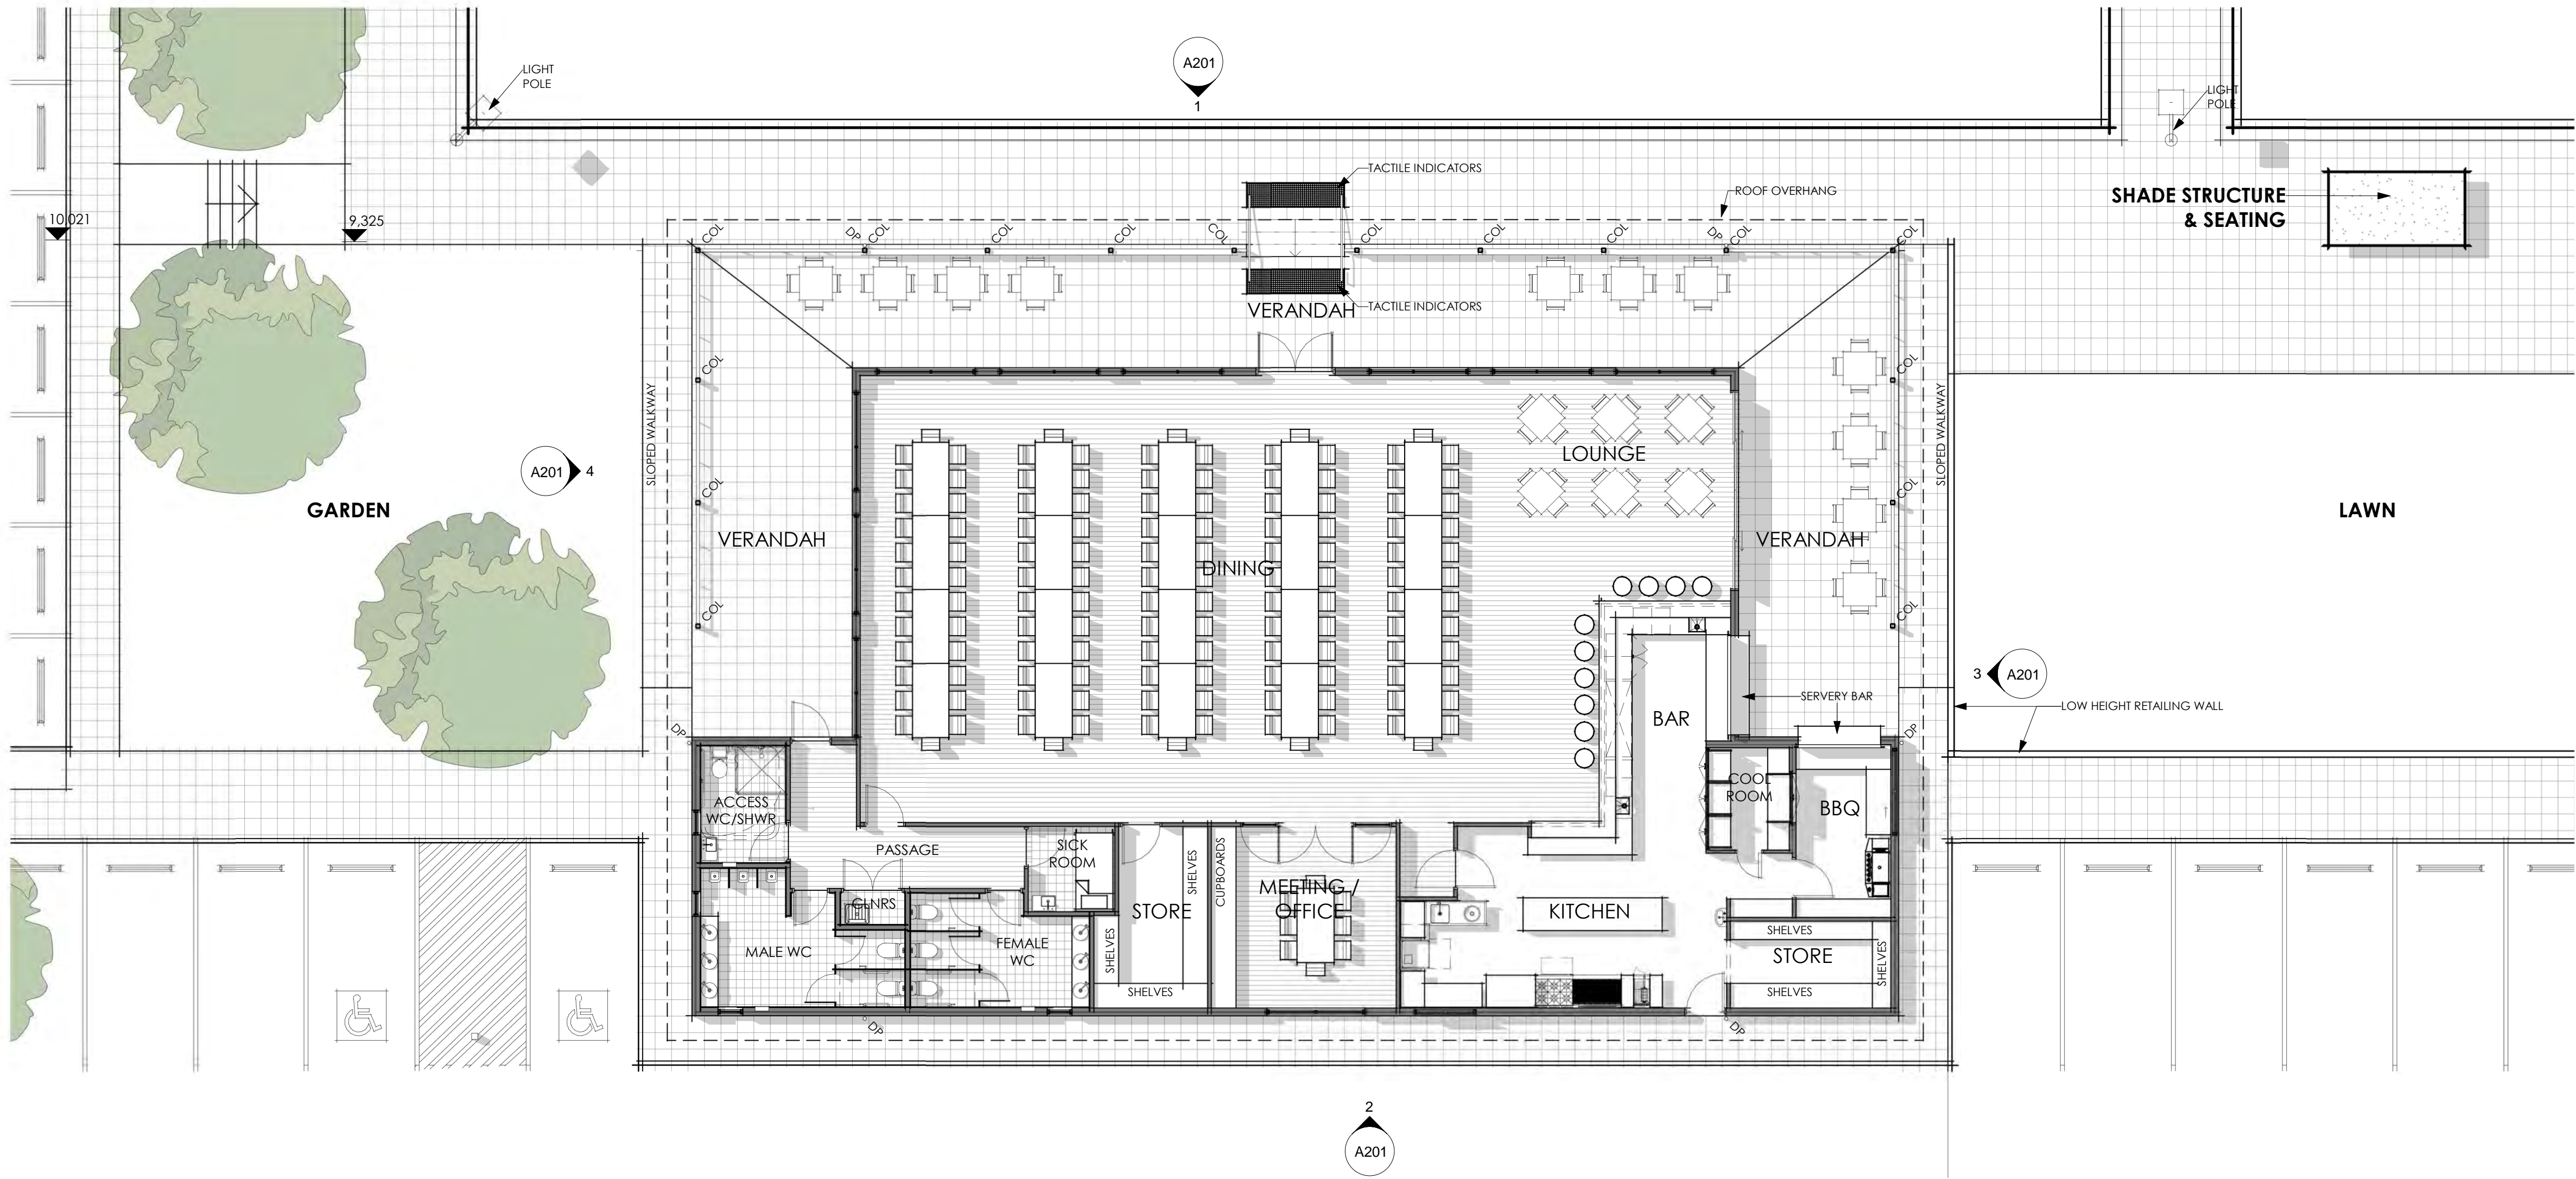 LIGHT
POLE
A201
1
LIGHT
POLE
TACTILE INDICATORS
ROOF OVERHANG
SHADE STRUCTURE
& SEATING
10,021
9,325
COL
DP
COL
COL
COL
COL
COL
COL
COL
DP
COL
COL
TACTILE INDICATORS
VERANDAH
COL
COL
SLOPED WALKWAY
SLOPED WALKWAY
LOUNGE
A201
4
COL
COL
GARDEN
LAWN
VERANDAH
VERANDAH
DINING
COL
COL
3
A201
SERVERY BAR
LOW HEIGHT RETAILING WALL
BAR
DP
DP
COOL
ROOM
ACCESS
WC/SHWR
BBQ
PASSAGE
SICK
ROOM
SHELVES
CUPBOARDS
MEETING /
OFFICE
CLNRS
STORE
KITCHEN
MALE WC
FEMALE
WC
SHELVES
SHELVES
STORE
SHELVES
SHELVES
SHELVES
DP
DP
2
A201